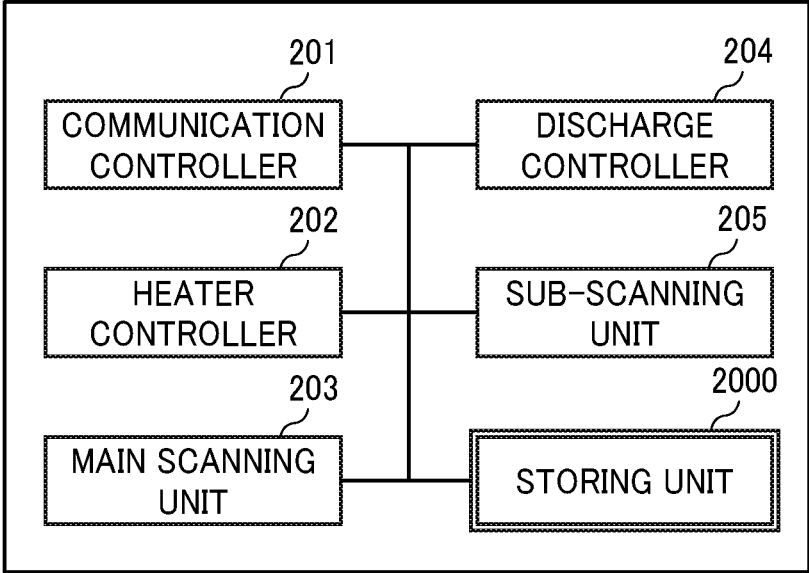 201
COMMUNICATION
CONTROLLER
204
DISCHARGE
CONTROLLER
202
HEATER
CONTROLLER
205
SUB-SCANNING
UNIT
203
MAIN SCANNING
UNIT
2000
STORING UNIT